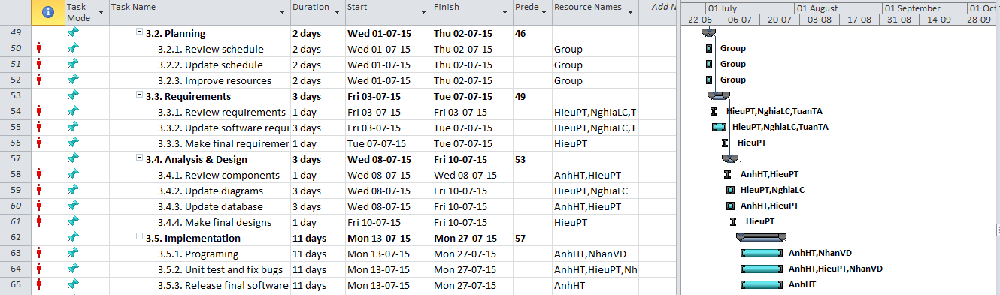 Task Mode Task Name Duration Start Finish Prede Resource Names Add N
01 July 01 August 01 September 01 Oct
22-06 06-07 20-07 03-08 17-08 31-08 14-09 28-09
49 3.2. Planning 2 days Wed 01-07-15 Thu 02-07-15 46
50 3.2.1. Review schedule 2 days Wed 01-07-15 Thu 02-07-15 Group Group
51 3.2.2. Update schedule 2 days Wed 01-07-15 Thu 02-07-15 Group Group
52 3.2.3. Improve resources 2 days Wed 01-07-15 Thu 02-07-15 Group Group
53 3.3. Requirements 3 days Fri 03-07-15 Tue 07-07-15 49
54 3.3.1. Review requirements 1 day Fri 03-07-15 Fri 03-07-15 HieuPT,NghiaLC,T HieuPT,NghiaLC,TuanTA
55 3.3.2. Update software requi 3 days Fri 03-07-15 Tue 07-07-15 HieuPT,NghiaLC,T HieuPT,NghiaLC,TuanTA
56 3.3.3. Make final requiremer 1 day Tue 07-07-15 Tue 07-07-15 HieuPT HieuPT
57 3.4. Analysis & Design 3 days Wed 08-07-15 Fri 10-07-15 53
58 3.4.1. Review components 1 day Wed 08-07-15 Wed 08-07-15 AnhHT,HieuPT AnhHT,HieuPT
59 3.4.2. Update diagrams 3 days Wed 08-07-15 Fri 10-07-15 HieuPT,NghiaLC HieuPT,NghiaLC
60 3.4.3. Update database 3 days Wed 08-07-15 Fri 10-07-15 AnhHT,HieuPT AnhHT,HieuPT
61 3.4.4. Make final designs 1 day Fri 10-07-15 Fri 10-07-15 HieuPT HieuPT
62 3.5. Implementation 11 days Mon 13-07-15 Mon 27-07-15 57
63 3.5.1. Programing 11 days Mon 13-07-15 Mon 27-07-15 AnhHT,NhanVD AnhHT,NhanVD
64 3.5.2. Unit test and fix bugs 11 days Mon 13-07-15 Mon 27-07-15 AnhHT,HieuPT,Nh AnhHT,HieuPT,NhanVD
65 3.5.3. Release final software 11 days Mon 13-07-15 Mon 27-07-15 AnhHT AnhHT